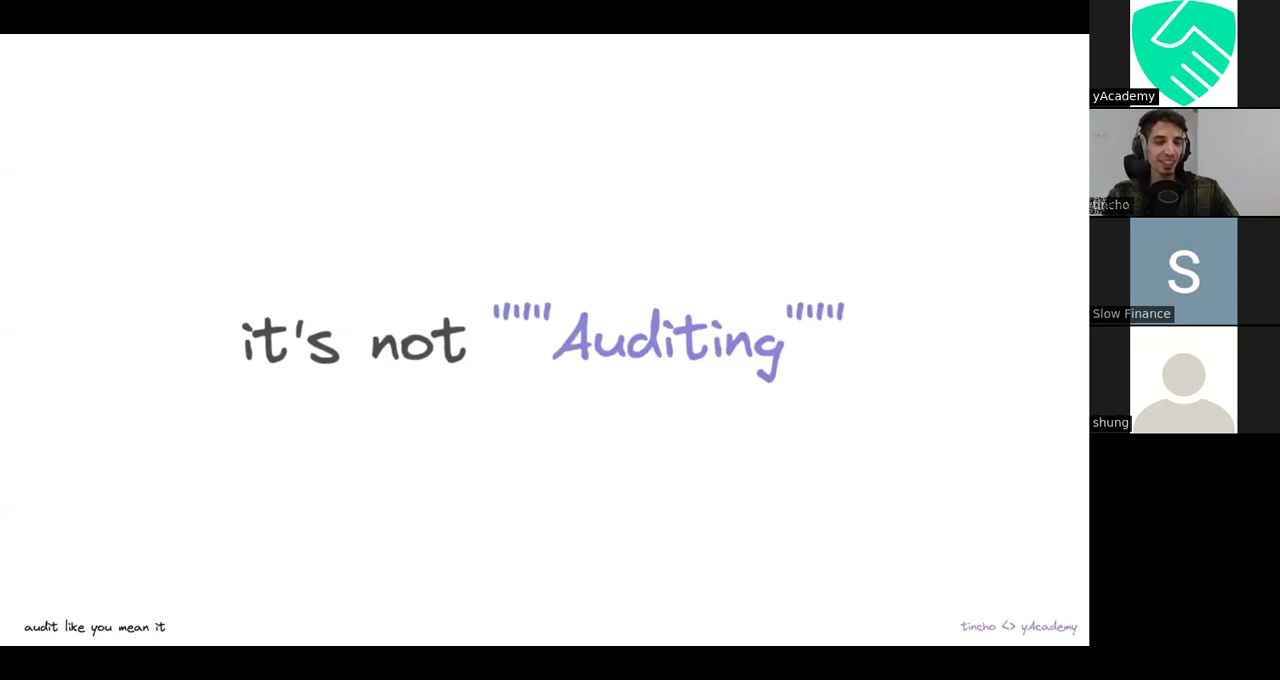 it's not """Auditing"""
audit like you mean it
tincho <> yAcademy
yAcademy
tincho
S
Slow Finance
shung